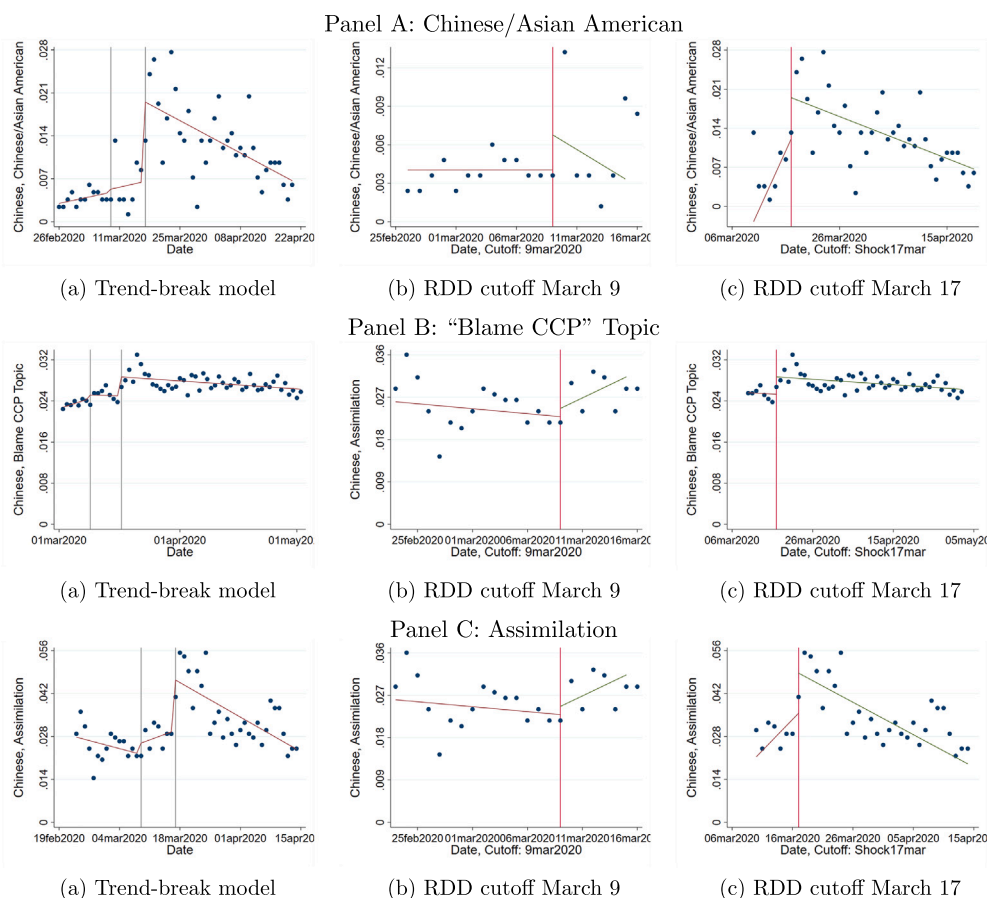 Panel A: Chinese/Asian American
Chinese, Chinese/Asian American
0 .007 .014 .021 .028
26feb2020 11mar2020 25mar2020 08apr2020 22apr20
Date
(a) Trend-break model
Chinese, Chinese/Asian American
0 .003 .006 .009 .012
25feb2020 01mar2020 06mar2020 11mar2020 16mar20
Date, Cutoff: 9mar2020
(b) RDD cutoff March 9
Chinese, Chinese/Asian American
0 .007 .014 .021 .028
06mar2020 26mar2020 15apr2020
Date, Cutoff: Shock17mar
(c) RDD cutoff March 17
Panel B: “Blame CCP” Topic
Chinese, Blame CCP Topic
0 .008 .016 .024 .032
01mar2020 01apr2020 01may20
Date
(a) Trend-break model
Chinese, Assimilation
0 .009 .018 .027 .036
25feb2020 01mar2020 06mar2020 11mar2020 16mar20
Date, Cutoff: 9mar2020
(b) RDD cutoff March 9
Chinese, Blame CCP Topic
0 .008 .016 .024 .032
06mar2020 26mar2020 15apr2020 05may20
Date, Cutoff: Shock17mar
(c) RDD cutoff March 17
Panel C: Assimilation
Chinese, Assimilation
0 .014 .028 .042 .056
19feb2020 04mar2020 18mar2020 01apr2020 15apr20
Date
(a) Trend-break model
Chinese, Assimilation
0 .009 .018 .027 .036
25feb2020 01mar2020 06mar2020 11mar2020 16mar20
Date, Cutoff: 9mar2020
(b) RDD cutoff March 9
Chinese, Assimilation
0 .014 .028 .042 .056
06mar2020 16mar2020 26mar2020 05apr2020 15apr20
Date, Cutoff: Shock17mar
(c) RDD cutoff March 17